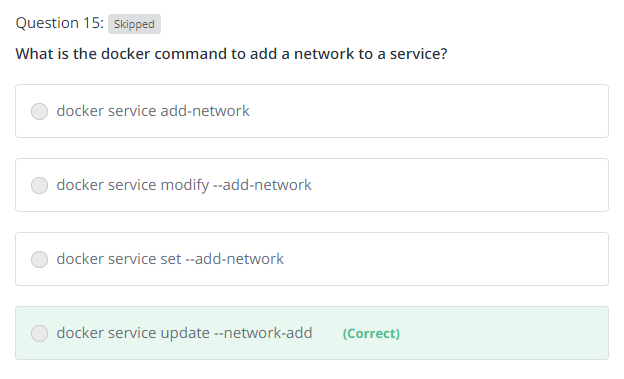 Question 15: Skipped
What is the docker command to add a network to a service?
docker service add-network
docker service modify --add-network
docker service set --add-network
docker service update --network-add (Correct)